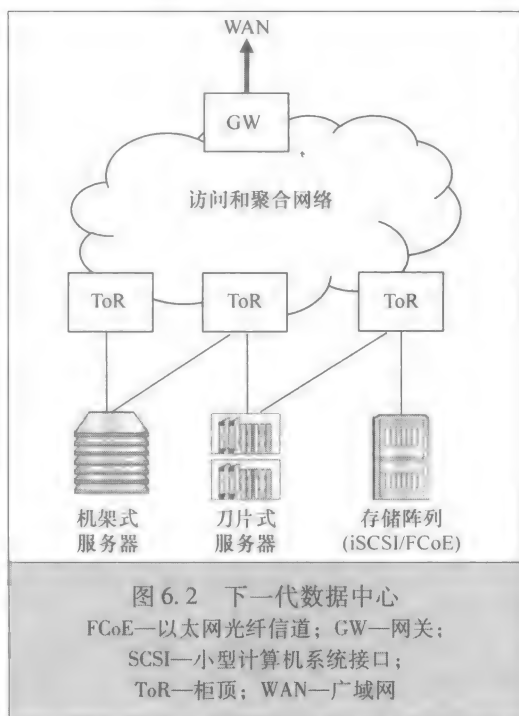 WAN
GW
访问和聚合网络
ToR ToR ToR
机架式 刀片式 存储阵列
服务器 服务器 (iSCSI/FCoE)
图 6.2 下一代数据中心
FCoE—以太网光纤信道；GW—网关；
SCSI—小型计算机系统接口；
ToR—柜顶；WAN—广域网